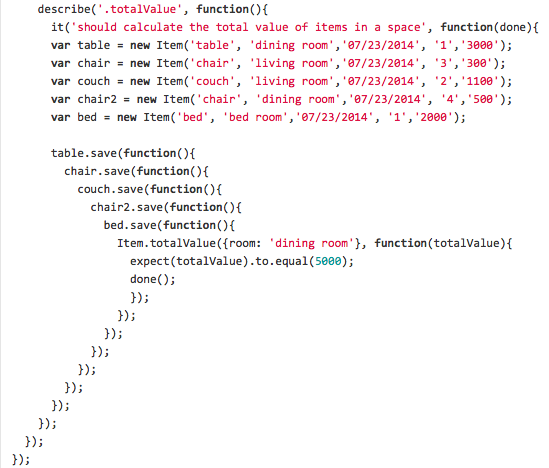 describe('.totalValue', function(){
it('should calculate the total value of items in a space', function(done){
var table = new Item('table', 'dining room','07/23/2014', '1','3000');
var chair = new Item('chair', 'living room','07/23/2014', '3','300');
var couch = new Item('couch', 'living room','07/23/2014', '2','1100');
var chair2 = new Item('chair', 'dining room','07/23/2014', '4','500');
var bed = new Item('bed', 'bed room','07/23/2014', '1','2000');
table.save(function(){
chair.save(function(){
couch.save(function(){
chair2.save(function(){
bed.save(function(){
Item.totalValue({room: 'dining room'}, function(totalValue){
expect(totalValue).to.equal(5000);
done();
});
});
});
});
});
});
});
});
});
});